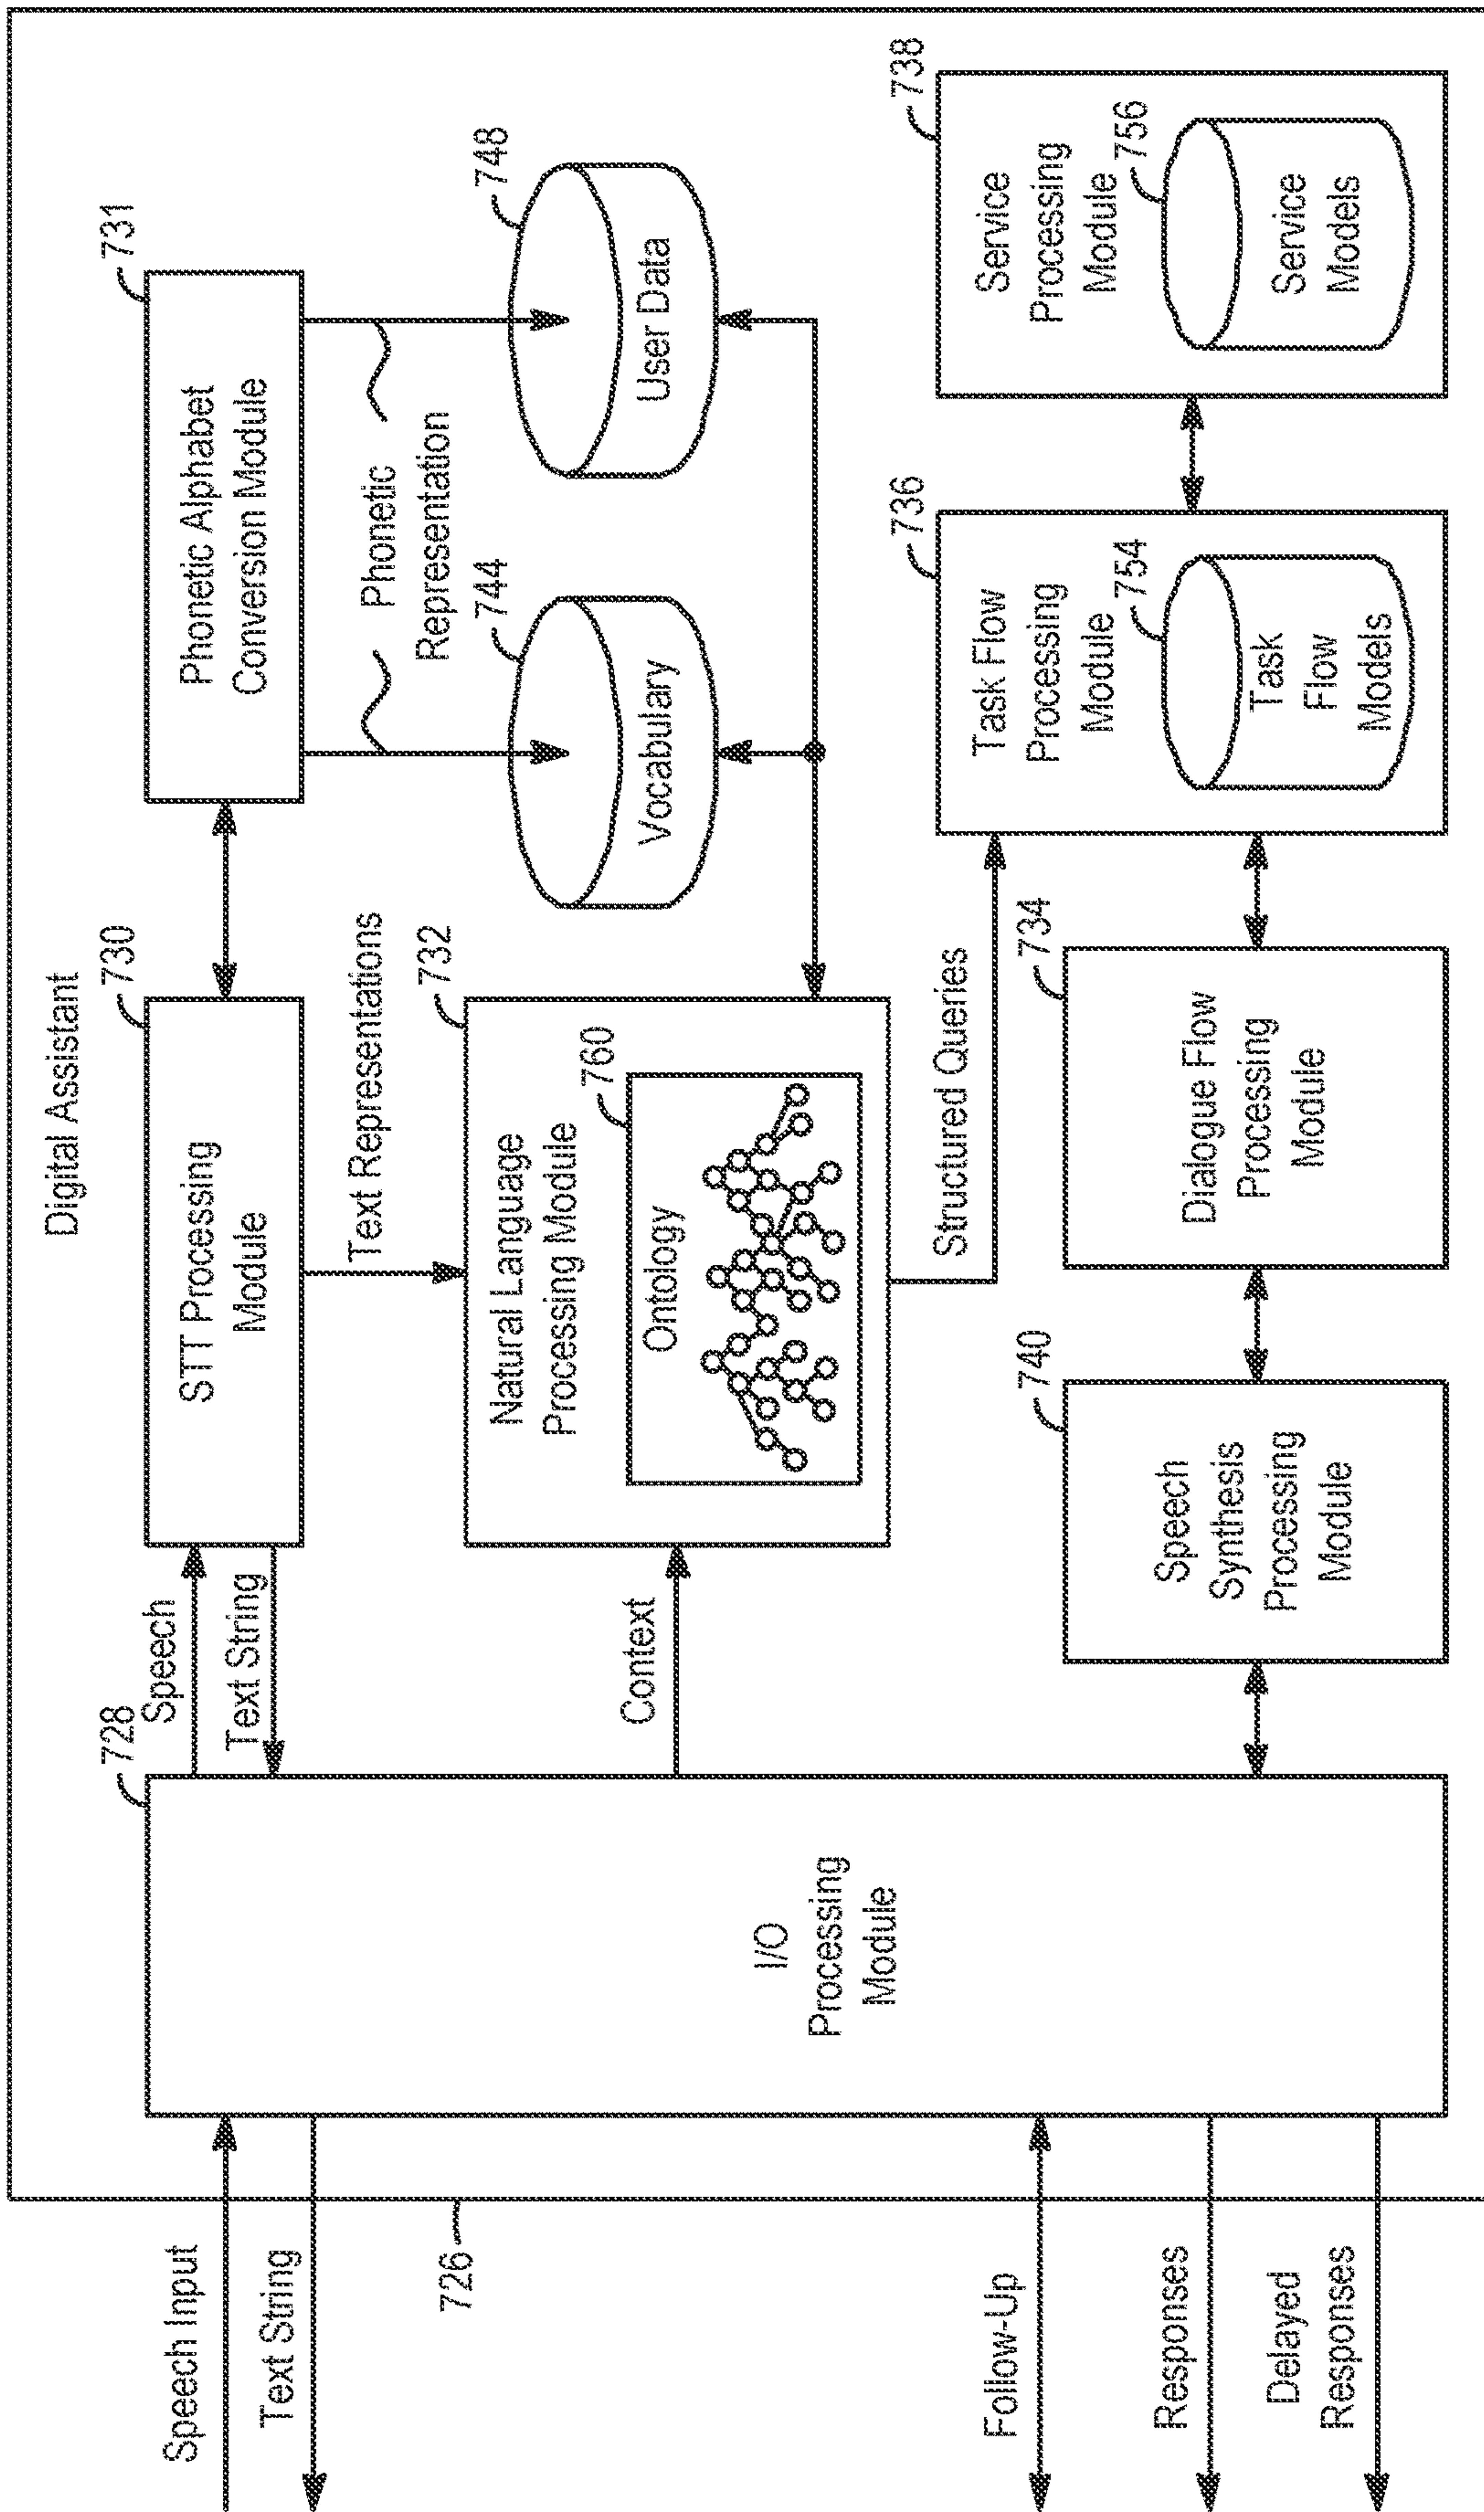 Digital Assistant
726
Speech Input
Text String
Follow-Up
Responses
Delayed
Responses
728
I/O
Processing
Module
Speech
Text String
Context
730
STT Processing
Module
731
Phonetic Alphabet
Conversion Module
Text Representations
Phonetic
Representation
732
Natural Language
Processing Module
760
Ontology
744
Vocabulary
748
User Data
Structured Queries
740
Speech
Synthesis
Processing
Module
734
Dialogue Flow
Processing
Module
736
Task Flow
Processing
Module
754
Task
Flow
Models
738
Service
Processing
Module
756
Service
Models